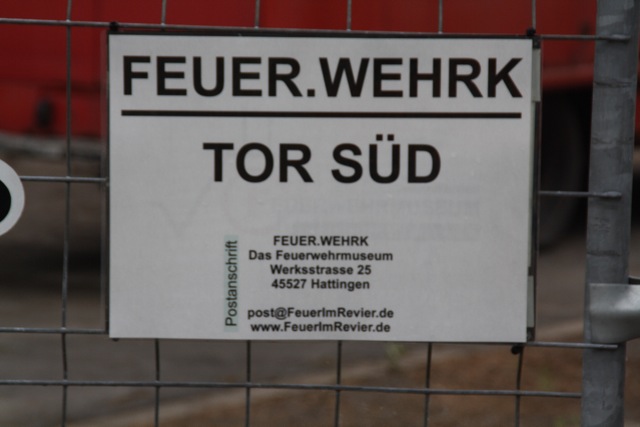 FEUER.WEHRK
TOR SÜD
Postanschrift
FEUER.WEHRK
Das Feuerwehrmuseum
Werksstrasse 25
45527 Hattingen
post@FeuerImRevier.de
www.FeuerImRevier.de